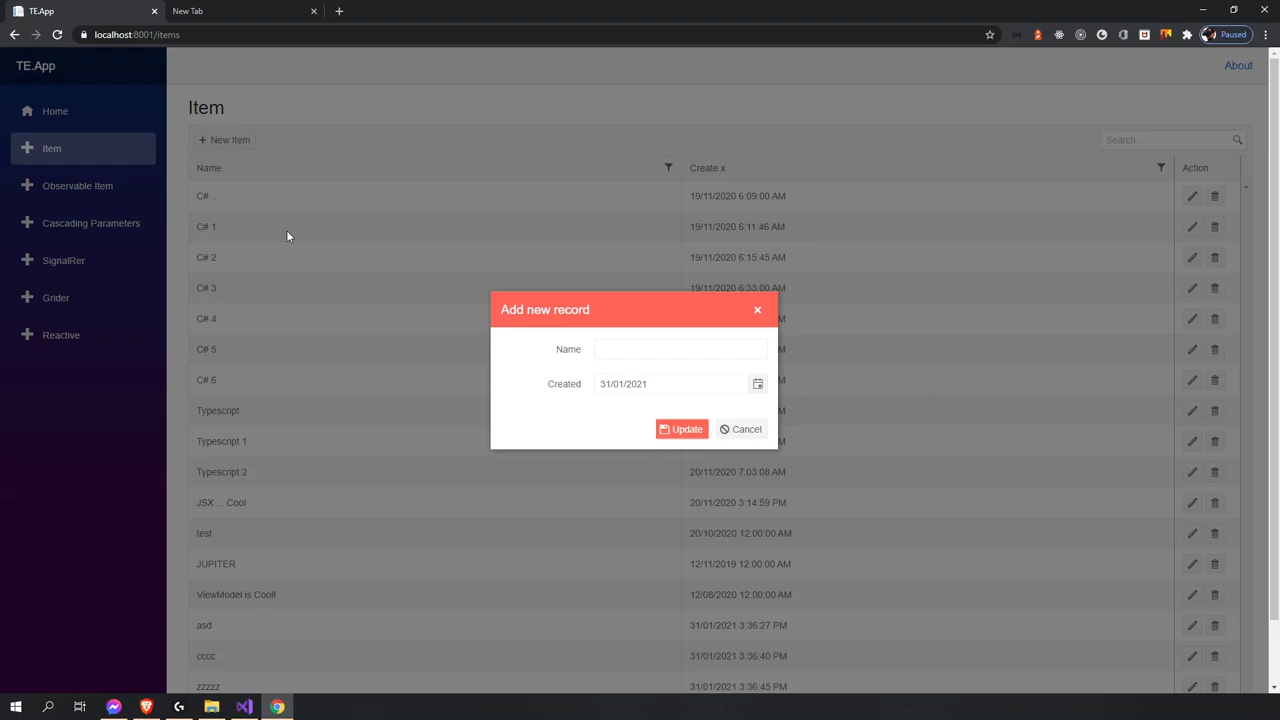 TE.App
New Tab
localhost:8001/items
Paused
TE.App
About
Home
Item
Observable Item
Cascading Parameters
SignalRer
Grider
Reactive
Item
New Item
Search...
Name
Create x
Action
C# ..
19/11/2020 6:09:00 AM
C# 1
19/11/2020 6:11:46 AM
C# 2
19/11/2020 6:15:45 AM
C# 3
19/11/2020 6:33:00 AM
C# 4
M
C# 5
M
C# 6
M
Typescript
M
Typescript 1
M
Typescript 2
20/11/2020 7:03:08 AM
JSX ... Cool
20/11/2020 3:14:59 PM
test
20/10/2020 12:00:00 AM
JUPITER
12/11/2019 12:00:00 AM
ViewModel is Cool!
12/08/2020 12:00:00 AM
asd
31/01/2021 3:36:27 PM
cccc
31/01/2021 3:36:40 PM
zzzzz
31/01/2021 3:36:45 PM
Add new record
Name
Created
31/01/2021
Update
Cancel